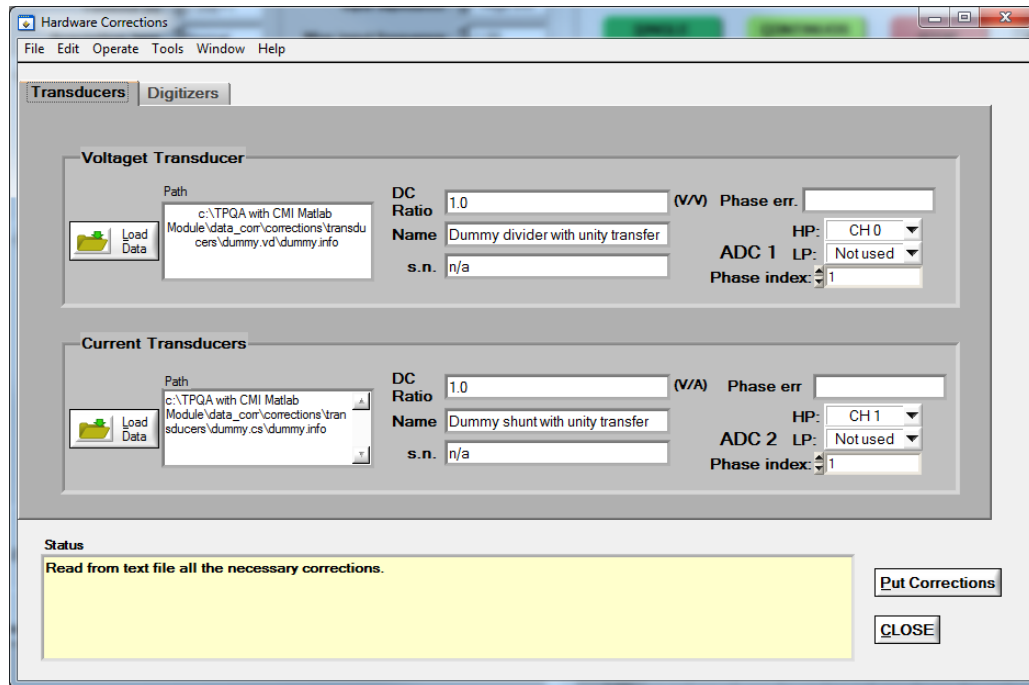 Hardware Corrections
File Edit Operate Tools Window Help
Transducers Digitizers
Voltaget Transducer
Path
c:\TPQA with CMI Matlab
Module\data_corr\corrections\transdu
cers\dummy.vd\dummy.info
Load
Data
DC
Ratio
1.0
(V/V)
Name
Dummy divider with unity transfer
s.n.
n/a
Phase err.
ADC 1
HP: CH 0
LP: Not used
Phase index: 1
Current Transducers
Path
c:\TPQA with CMI Matlab
Module\data_corr\corrections\tran
sducers\dummy.cs\dummy.info
Load
Data
DC
Ratio
1.0
(V/A)
Name
Dummy shunt with unity transfer
s.n.
n/a
Phase err
ADC 2
HP: CH 1
LP: Not used
Phase index: 1
Status
Read from text file all the necessary corrections.
Put Corrections
CLOSE